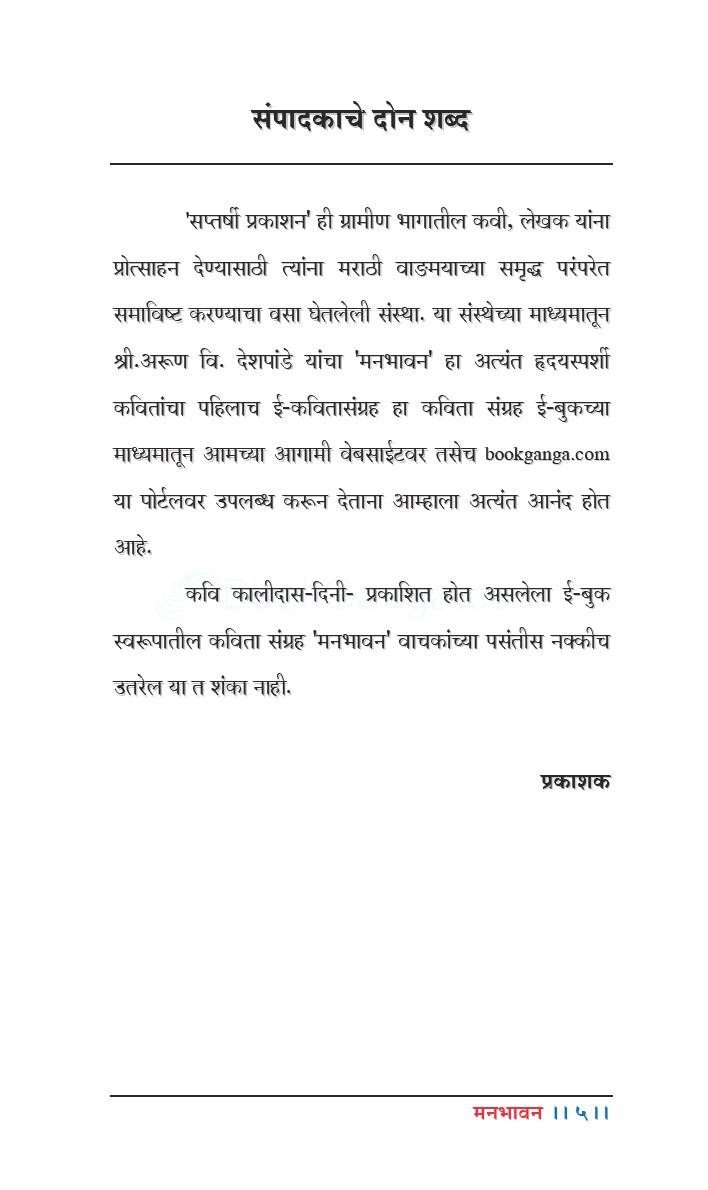 संपादकाचे दोन शब्द
'सप्तर्षी प्रकाशन' ही ग्रामीण भागातील कवी, लेखक यांना
प्रोत्साहन देण्यासाठी त्यांना मराठी वाङमयाच्या समृद्ध परंपरेत
समाविष्ट करण्याचा वसा घेतलेली संस्था. या संस्थेच्या माध्यमातून
श्री.अरूण वि. देशपांडे यांचा 'मनभावन' हा अत्यंत हृदयस्पर्शी
कवितांचा पहिलाच ई-कवितासंग्रह हा कविता संग्रह ई-बुकच्या
माध्यमातून आमच्या आगामी वेबसाईटवर तसेच bookganga.com
या पोर्टलवर उपलब्ध करून देताना आम्हाला अत्यंत आनंद होत
आहे.
कवि कालीदास-दिनी- प्रकाशित होत असलेला ई-बुक
स्वरूपातील कविता संग्रह 'मनभावन' वाचकांच्या पसंतीस नक्कीच
उतरेल या त शंका नाही.
प्रकाशक
मनभावन ।। ५ ।।